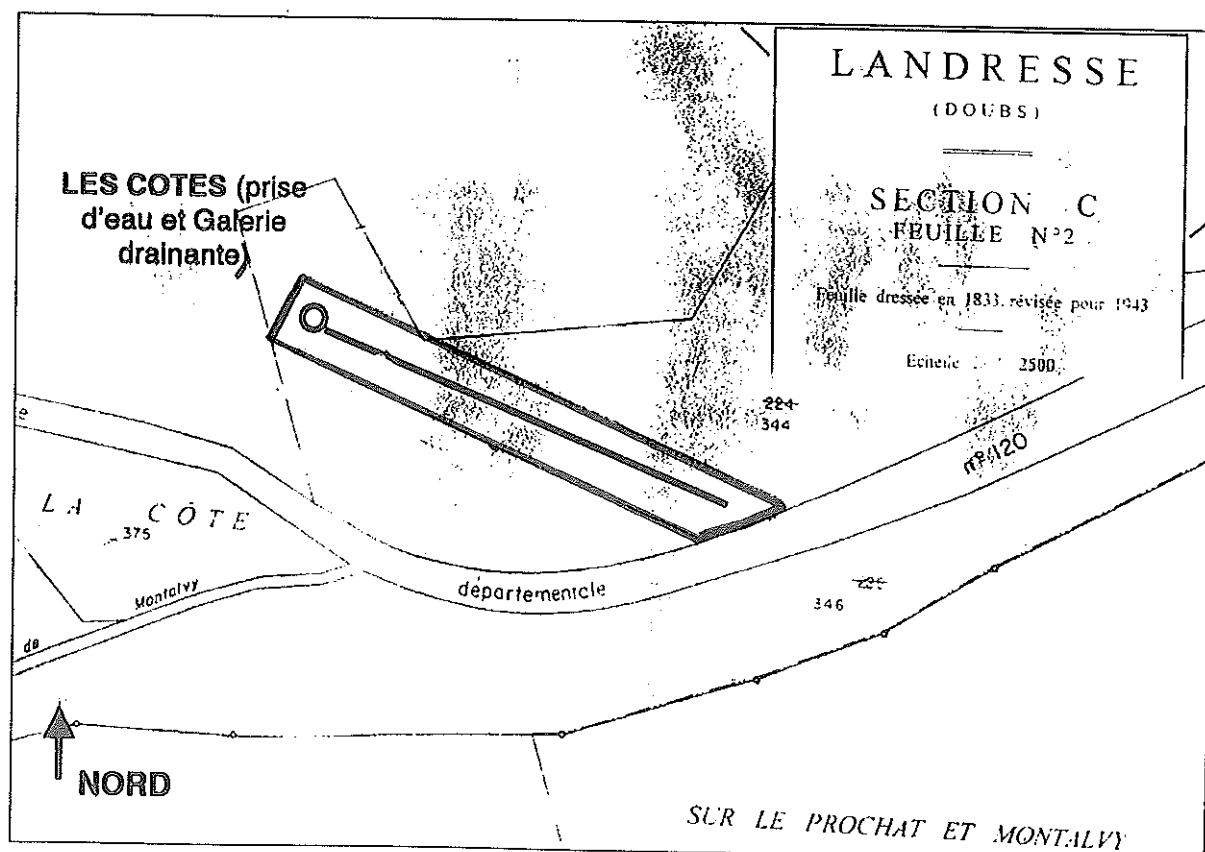 LANDRESSE
(DOUBS)
SECTION C
FEUILLE N°2
Feuille dressée en 1833. révisée pour 1943
Echelle 2500
LES COTES (prise
d'eau et Galerie
drainante)
224
344
n° 120
e
LA CÔTE
375
départementale
Montalvy
de
346
NORD
SUR LE PROCHAT ET MONTALVY